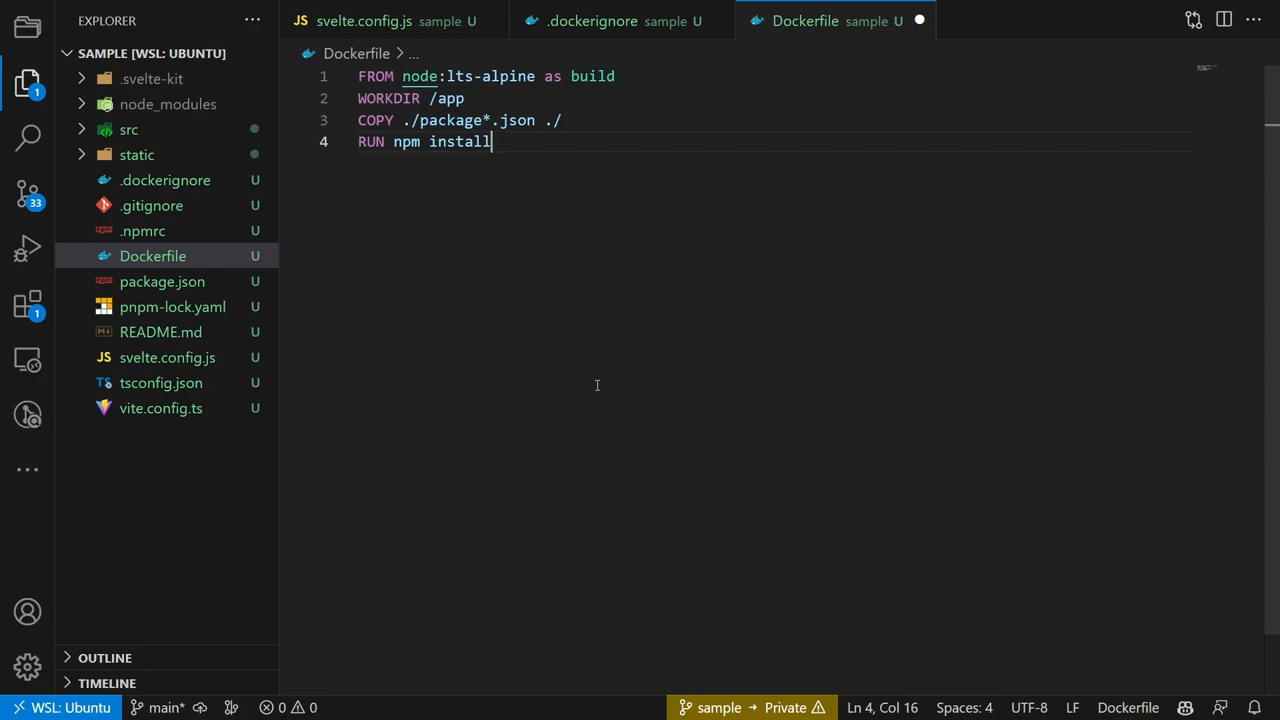 EXPLORER
JS svelte.config.js sample U
.dockerignore sample U
Dockerfile sample U
SAMPLE [WSL: UBUNTU]
Dockerfile > ...
.svelte-kit
node_modules
src
static
.dockerignore U
.gitignore U
.npmrc U
Dockerfile U
package.json U
pnpm-lock.yaml U
README.md U
JS svelte.config.js U
TS tsconfig.json U
vite.config.ts U
1 FROM node:lts-alpine as build
2 WORKDIR /app
3 COPY ./package*.json ./
4 RUN npm install
1
33
1
OUTLINE
TIMELINE
WSL: Ubuntu
main*
0 0
sample → Private
Ln 4, Col 16
Spaces: 4
UTF-8
LF
Dockerfile